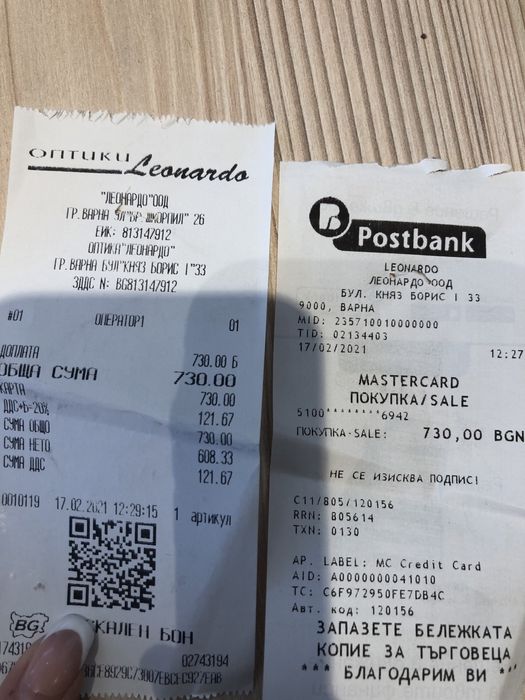 ОПТИКИ Leonardo
"ЛЕОНАРДО"ООД
ГР.ВАРНА УЛ"БР.ШКОРПИЛ" 26
ЕИК: 813147912
ОПТИКА"ЛЕОНАРДО"
ГР.ВАРНА БУЛ"КНЯЗ БОРИС I"33
ЗДДС N: BG813147912
#01 ОПЕРАТОР1 01
ДОПЛАТА 730.00 Б
ОБЩА СУМА 730.00
КАРТА 730.00
ДДС*Б=20% 121.67
СУМА ОБЩО 730.00
СУМА НЕТО 608.33
СУМА ДДС 121.67
0010119 17.02.2021 12:29:15 1 артикул
BG БОН
02743194
Postbank
LEONARDO
ЛЕОНАРДО ООД
БУЛ. КНЯЗ БОРИС I 33
9000, ВАРНА
MID: 235710010000000
TID: 02134403
17/02/2021 12:27
MASTERCARD
ПОКУПКА/SALE
5100********6942
ПОКУПКА-SALE: 730,00 BGN
НЕ СЕ ИЗИСКВА ПОДПИС!
C11/805/120156
RRN: 805614
TXN: 0130
AP. LABEL: MC Credit Card
AID: A0000000041010
TC: C6F972950FE7DB4C
Авт. код: 120156
ЗАПАЗЕТЕ БЕЛЕЖКАТА
КОПИЕ ЗА ТЪРГОВЕЦА
*** БЛАГОДАРИМ ВИ ***